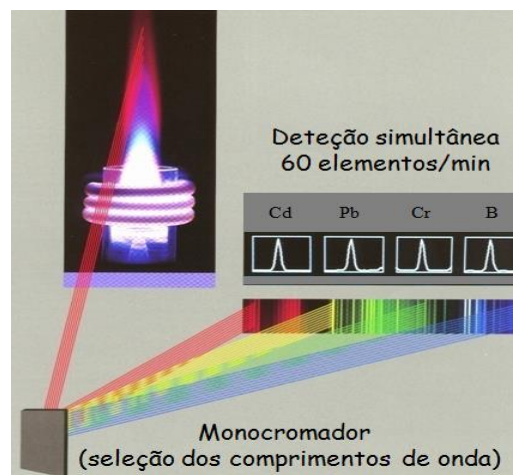 Deteção simultânea
60 elementos/min
Cd Pb Cr B
Monocromador
(seleção dos comprimentos de onda)